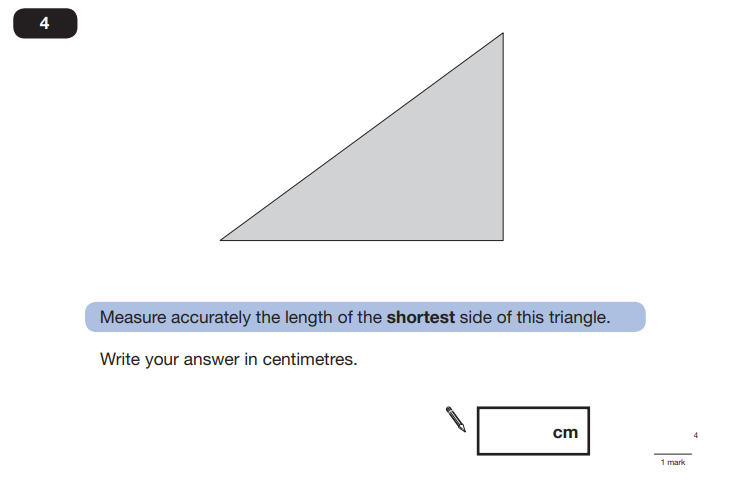 4
Measure accurately the length of the shortest side of this triangle.
Write your answer in centimetres.
cm
4
1 mark